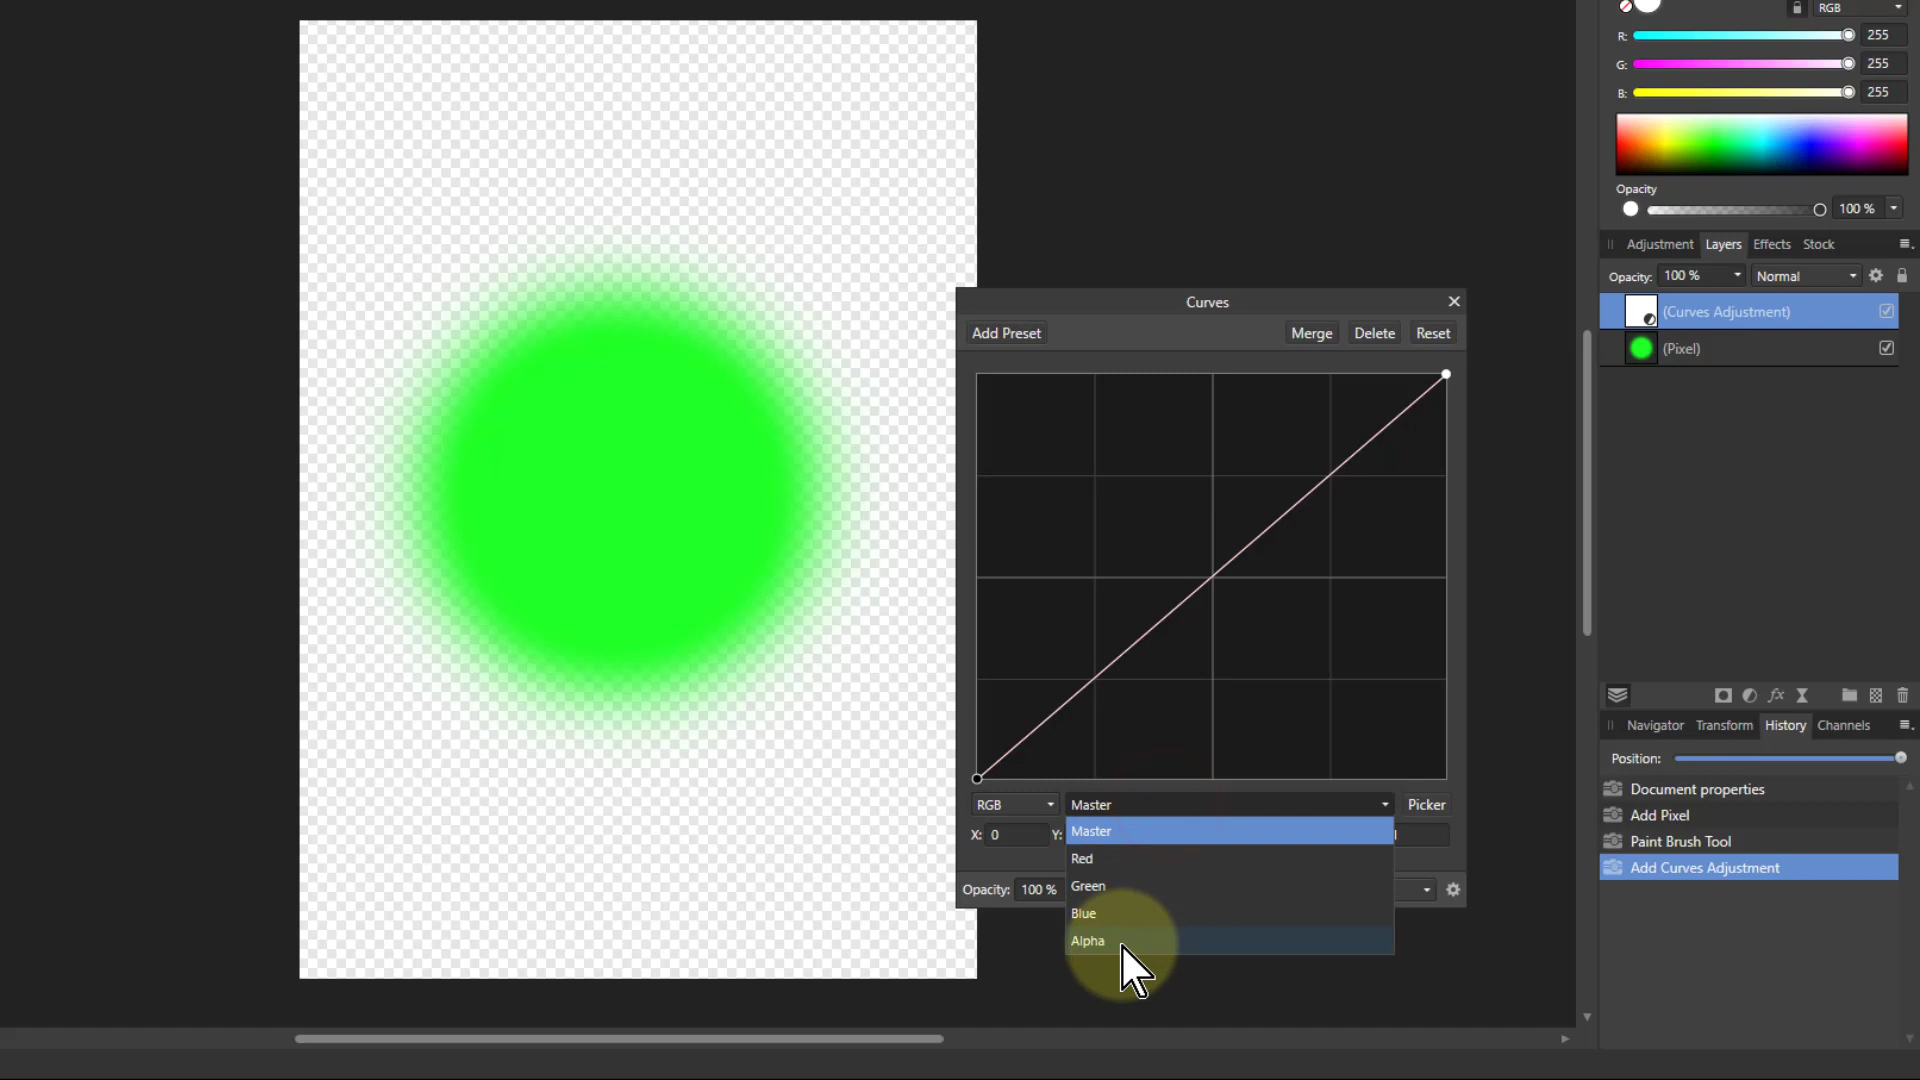 RGB
R: 255
G: 255
B: 255
Opacity
100 %
Adjustment Layers Effects Stock
Opacity: 100 % Normal
(Curves Adjustment)
(Pixel)
Curves
Add Preset Merge Delete Reset
RGB Master Picker
X: 0 Y:
Master
Red
Green
Blue
Alpha
Opacity: 100 %
Navigator Transform History Channels
Position:
Document properties
Add Pixel
Paint Brush Tool
Add Curves Adjustment